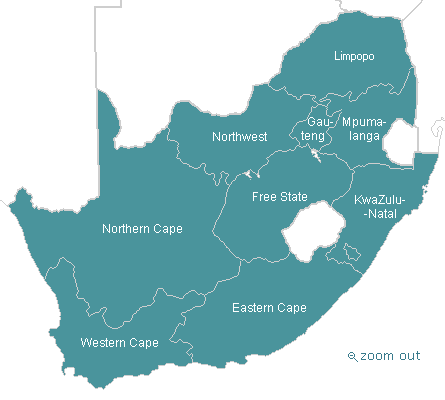 Limpopo
Gau-
teng
Mpuma-
langa
Northwest
Free State
KwaZulu-
-Natal
Northern Cape
Eastern Cape
Western Cape
zoom out